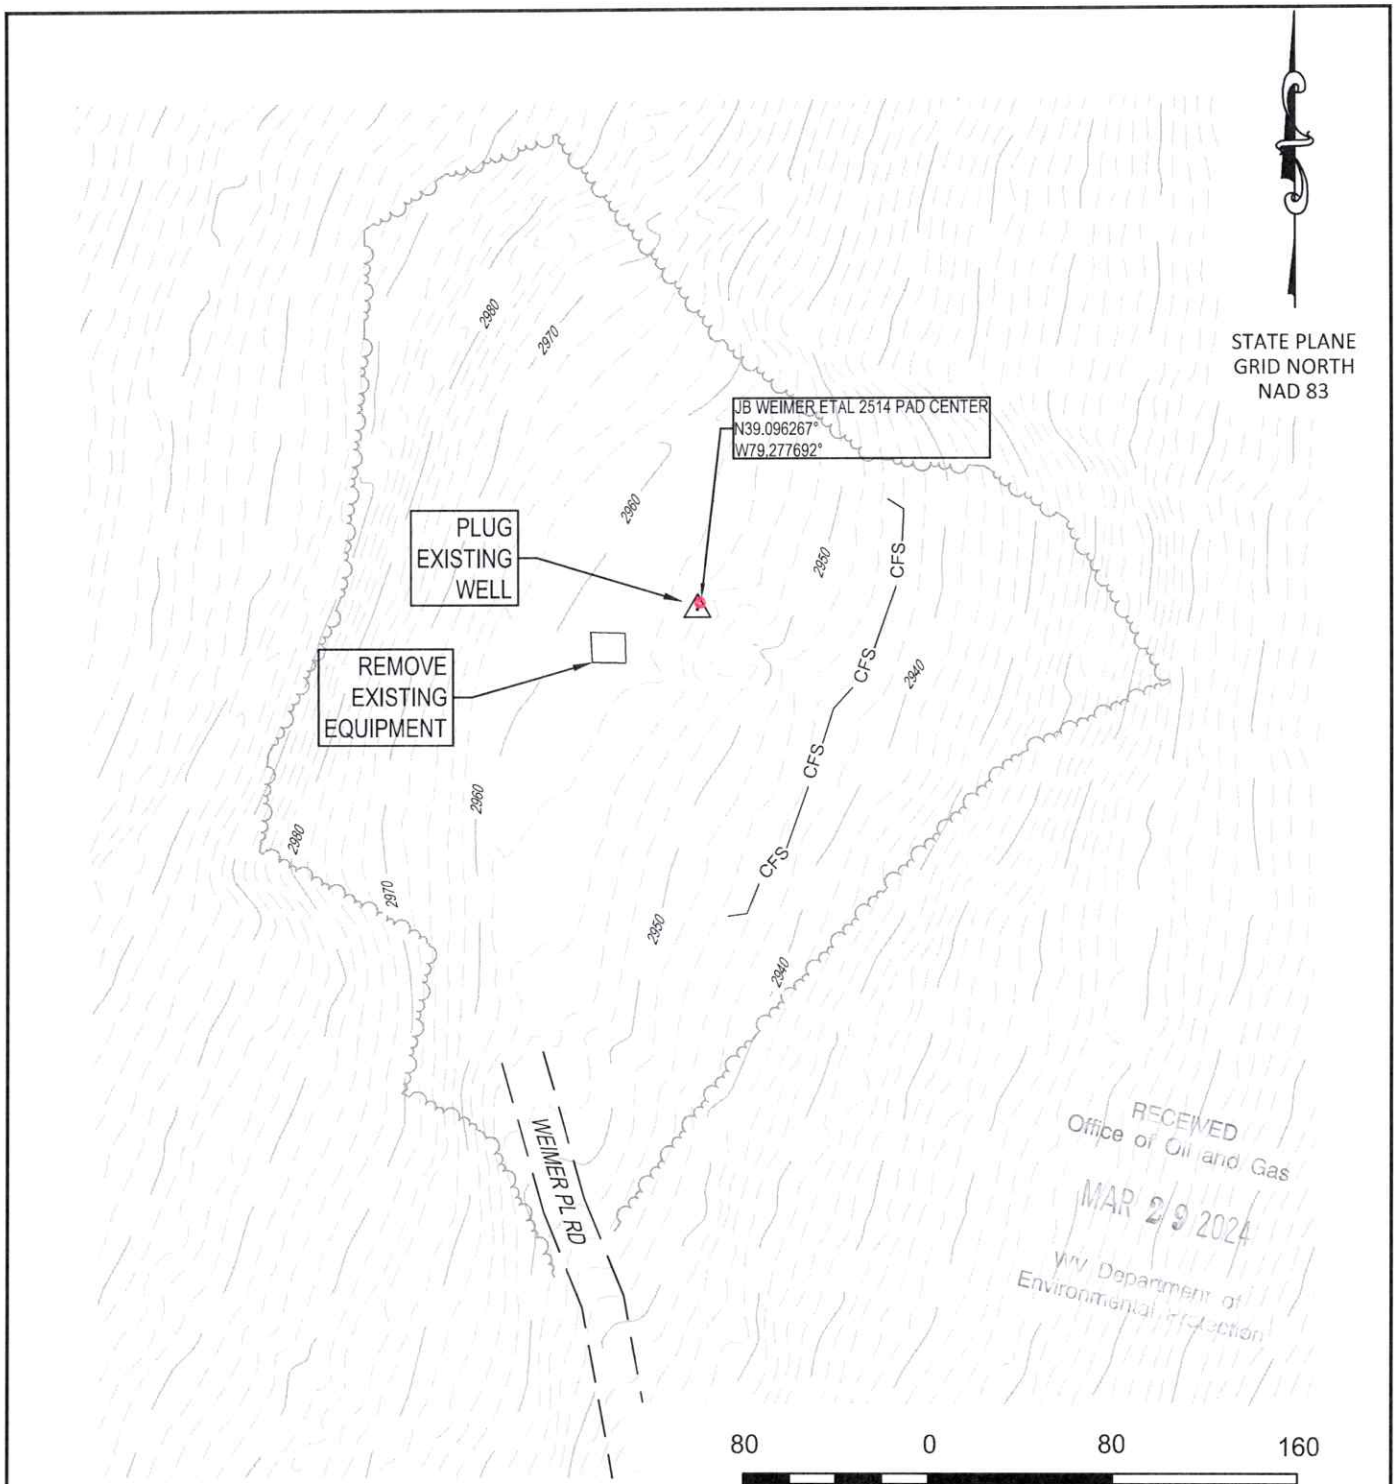 STATE PLANE
GRID NORTH
NAD 83
2980
2970
JB WEIMER ETAL 2514 PAD CENTER
N39.096267°
W79.277692°
2960
PLUG
EXISTING
WELL
2950
CFS
REMOVE
EXISTING
EQUIPMENT
CFS
2940
CFS
2960
2980
CFS
2970
2950
2940
WEIMER PL RD
RECEIVED
Office of Oil and Gas
MAR 29 2024
WV Department of
Environmental Protection
80 0 80 160